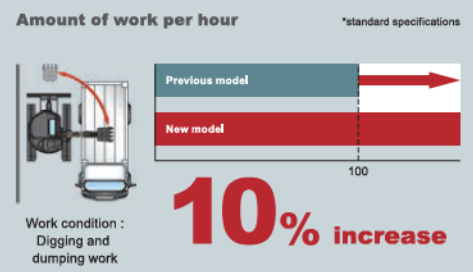 Amount of work per hour
*standard specifications
Previous model
New model
100
Work condition :
Digging and
dumping work
10% increase